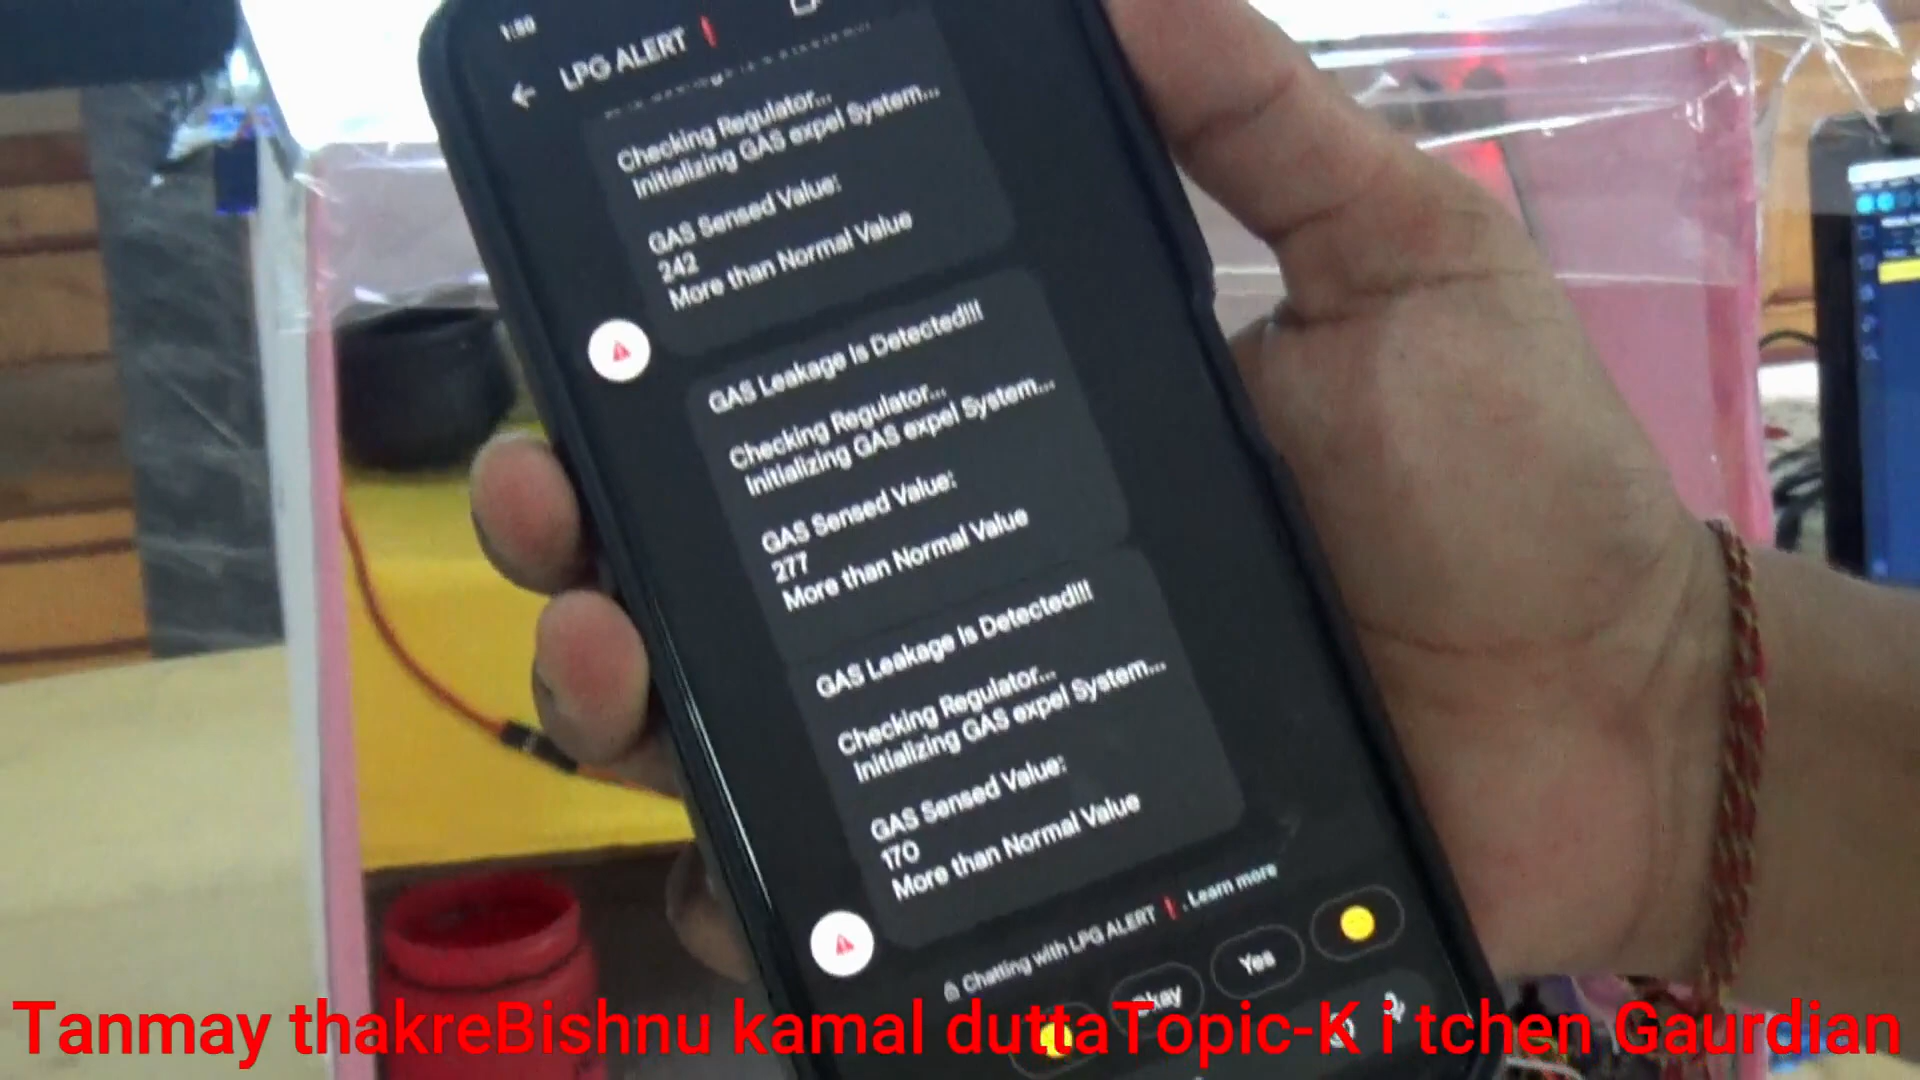 1:50
LPG ALERT❗
Checking Regulator...
Initializing GAS expel System...
GAS Sensed Value:
242
More than Normal Value
GAS Leakage is Detected!!!
Checking Regulator...
Initializing GAS expel System...
GAS Sensed Value:
277
More than Normal Value
GAS Leakage is Detected!!!
Checking Regulator...
Initializing GAS expel System...
GAS Sensed Value:
170
More than Normal Value
Chatting with LPG ALERT❗. Learn more
Yes
Tanmay thakreBishnu kamal duttaTopic-K i tchen Gaurdian